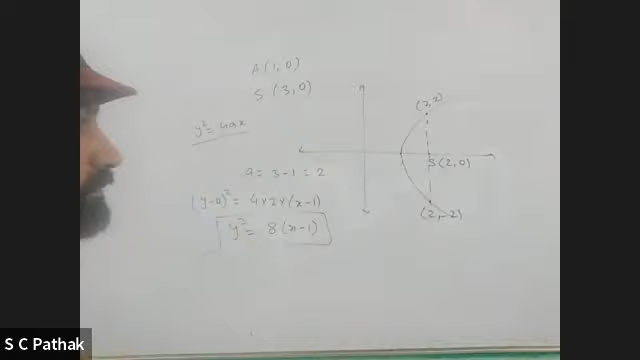 A(1,0)
S (3,0)
y² = 4ax
a = 3-1 = 2
(y-0)² = 4×2×(x-1)
y² = 8(x-1)
(2,2)
S(2,0)
(2,-2)
S C Pathak